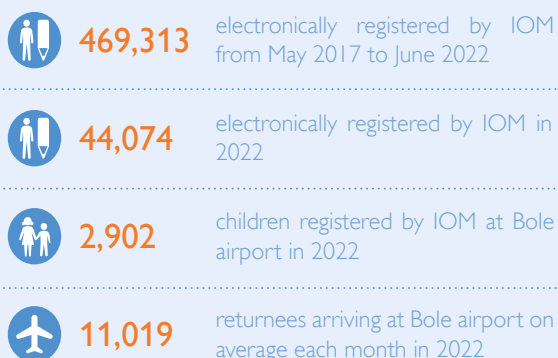 469,313 electronically registered by IOM
from May 2017 to June 2022
44,074 electronically registered by IOM in
2022
2,902 children registered by IOM at Bole
airport in 2022
11,019 returnees arriving at Bole airport on
average each month in 2022